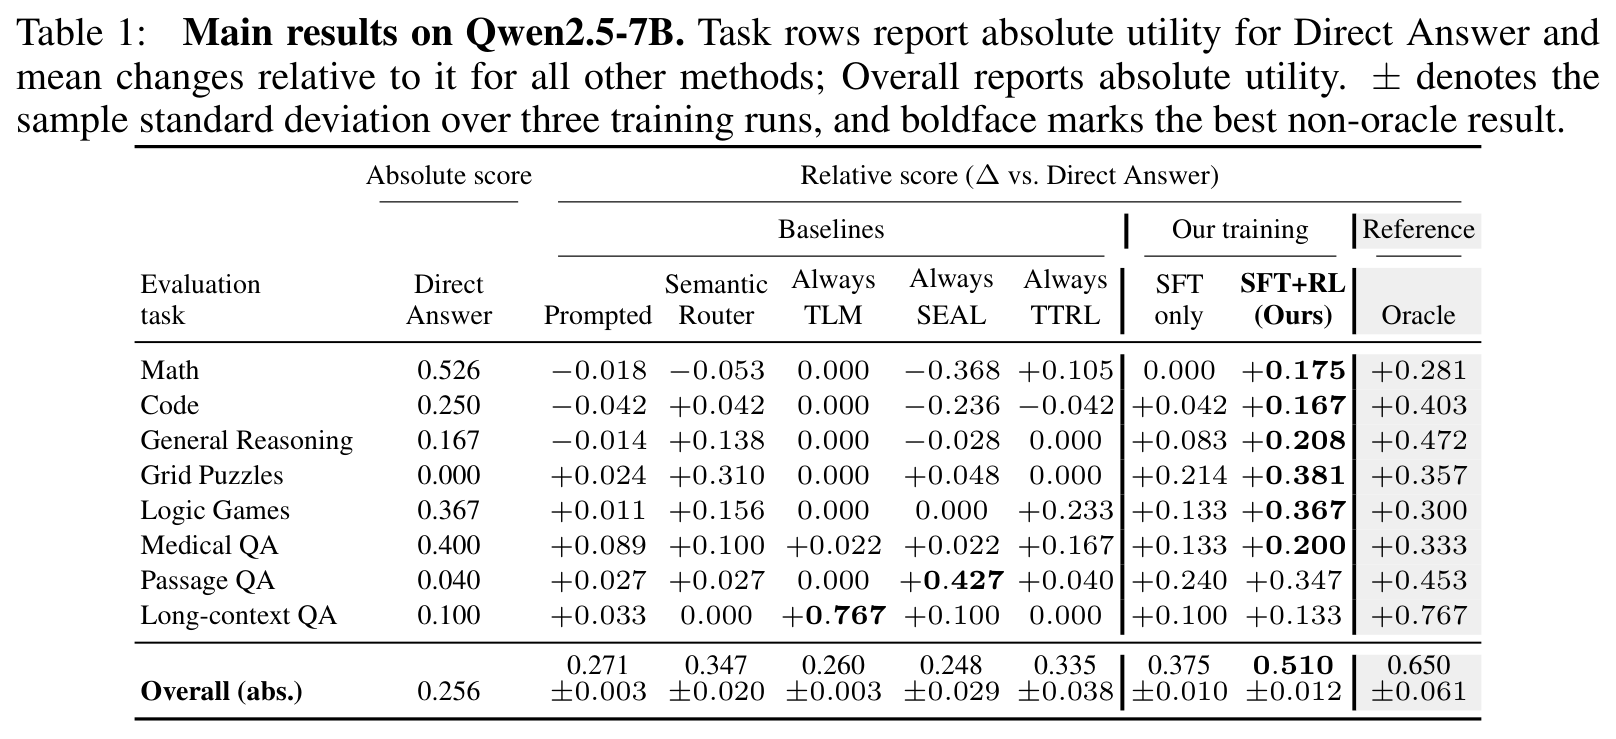 Table 1: Main results on Qwen2.5-7B. Task rows report absolute utility for Direct Answer and
mean changes relative to it for all other methods; Overall reports absolute utility. ± denotes the
sample standard deviation over three training runs, and boldface marks the best non-oracle result.
Absolute score Relative score (Δ vs. Direct Answer)
Baselines Our training Reference
Evaluation Direct Semantic Always Always Always SFT SFT+RL
task Answer Prompted Router TLM SEAL TTRL only (Ours) Oracle
Math 0.526 −0.018 −0.053 0.000 −0.368 +0.105 0.000 +0.175 +0.281
Code 0.250 −0.042 +0.042 0.000 −0.236 −0.042 +0.042 +0.167 +0.403
General Reasoning 0.167 −0.014 +0.138 0.000 −0.028 0.000 +0.083 +0.208 +0.472
Grid Puzzles 0.000 +0.024 +0.310 0.000 +0.048 0.000 +0.214 +0.381 +0.357
Logic Games 0.367 +0.011 +0.156 0.000 0.000 +0.233 +0.133 +0.367 +0.300
Medical QA 0.400 +0.089 +0.100 +0.022 +0.022 +0.167 +0.133 +0.200 +0.333
Passage QA 0.040 +0.027 +0.027 0.000 +0.427 +0.040 +0.240 +0.347 +0.453
Long-context QA 0.100 +0.033 0.000 +0.767 +0.100 0.000 +0.100 +0.133 +0.767
0.271 0.347 0.260 0.248 0.335 0.375 0.510 0.650
Overall (abs.) 0.256 ±0.003 ±0.020 ±0.003 ±0.029 ±0.038 ±0.010 ±0.012 ±0.061